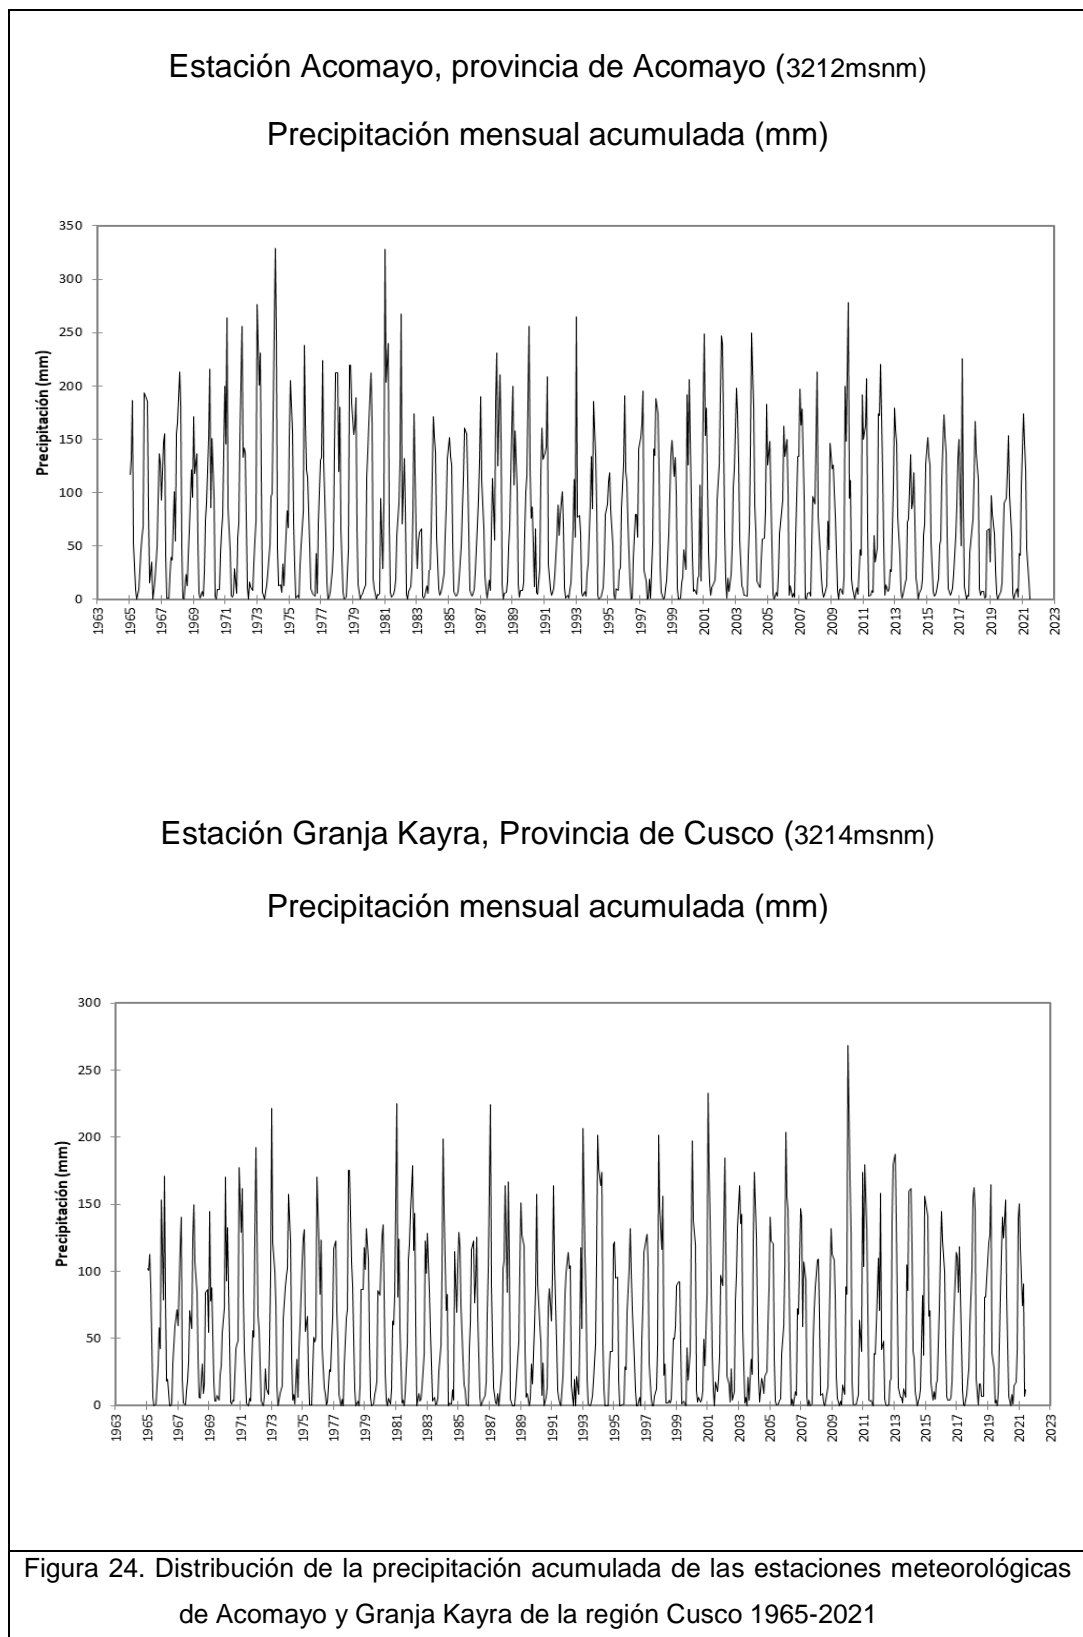 Estación Acomayo, provincia de Acomayo (3212msnm)
Precipitación mensual acumulada (mm)
Precipitación (mm)
350
300
250
200
150
100
50
0
1963 1965 1967 1969 1971 1973 1975 1977 1979 1981 1983 1985 1987 1989 1991 1993 1995 1997 1999 2001 2003 2005 2007 2009 2011 2013 2015 2017 2019 2021 2023
Estación Granja Kayra, Provincia de Cusco (3214msnm)
Precipitación mensual acumulada (mm)
Precipitación (mm)
300
250
200
150
100
50
0
1963 1965 1967 1969 1971 1973 1975 1977 1979 1981 1983 1985 1987 1989 1991 1993 1995 1997 1999 2001 2003 2005 2007 2009 2011 2013 2015 2017 2019 2021 2023
Figura 24. Distribución de la precipitación acumulada de las estaciones meteorológicas
de Acomayo y Granja Kayra de la región Cusco 1965-2021